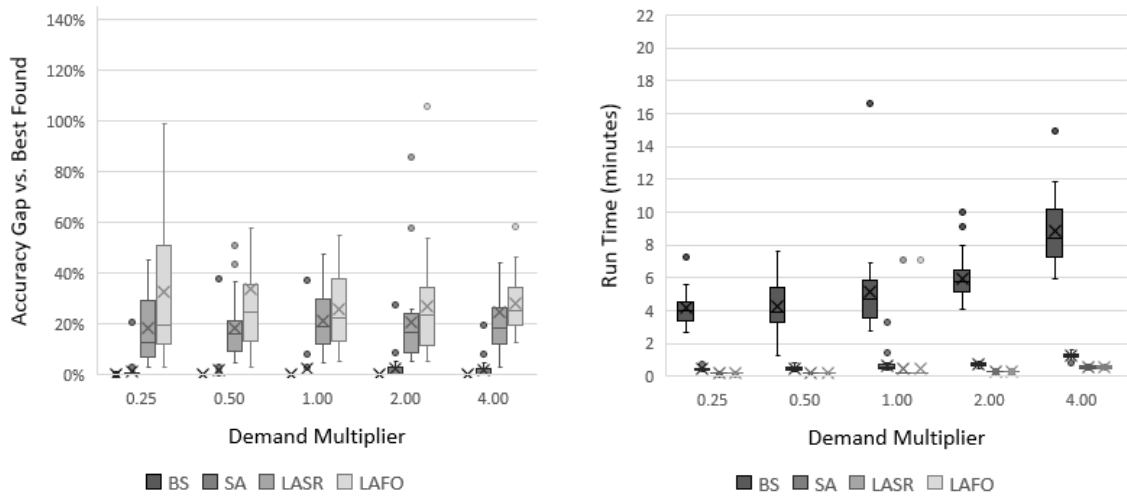 Accuracy Gap vs. Best Found
140%
120%
100%
80%
60%
40%
20%
0%
0.25 0.50 1.00 2.00 4.00
Demand Multiplier
BS SA LASR LAFO
Run Time (minutes)
22
20
18
16
14
12
10
8
6
4
2
0
0.25 0.50 1.00 2.00 4.00
Demand Multiplier
BS SA LASR LAFO